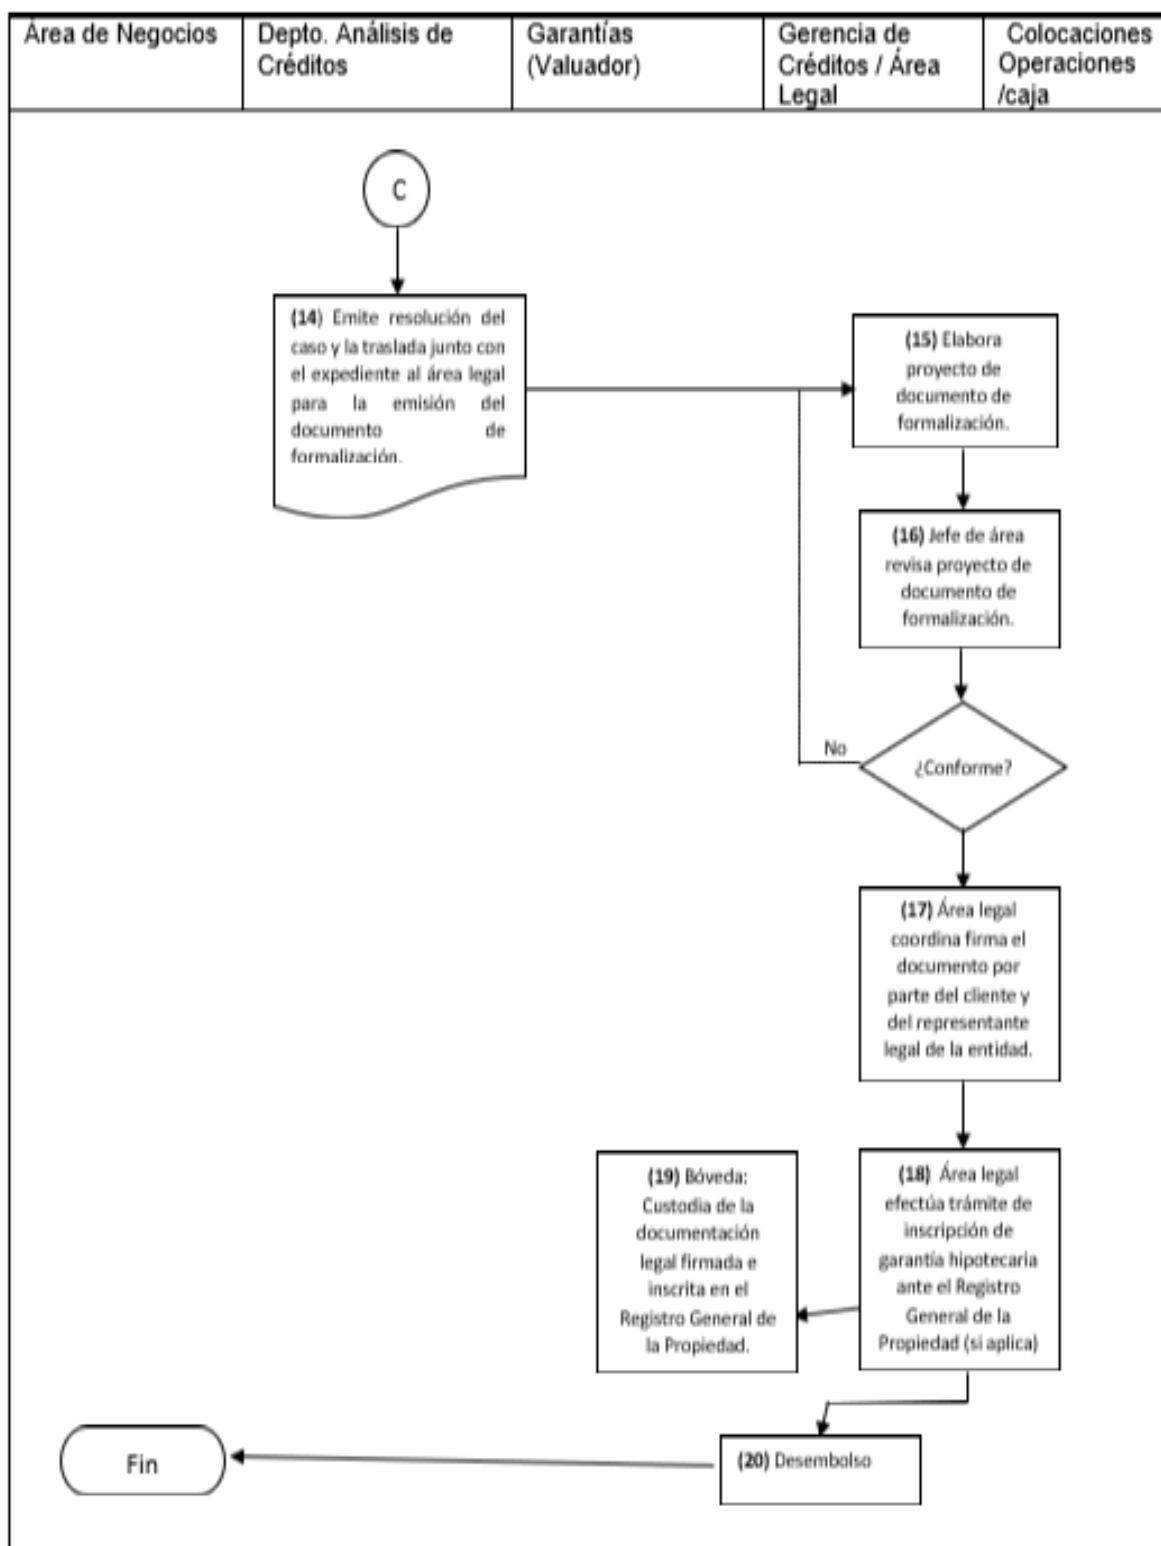 Área de Negocios
Depto. Análisis de
Créditos
Garantías
(Valuador)
Gerencia de
Créditos / Área
Legal
Colocaciones
Operaciones
/caja
C
(14) Emite resolución del
caso y la traslada junto con
el expediente al área legal
para la emisión del
documento de
formalización.
(15) Elabora
proyecto de
documento de
formalización.
(16) Jefe de área
revisa proyecto de
documento de
formalización.
No
¿Conforme?
(17) Área legal
coordina firma el
documento por
parte del cliente y
del representante
legal de la entidad.
(18) Área legal
efectúa trámite de
inscripción de
garantía hipotecaria
ante el Registro
General de la
Propiedad (si aplica)
(19) Bóveda:
Custodia de la
documentación
legal firmada e
inscrita en el
Registro General de
la Propiedad.
(20) Desembolso
Fin